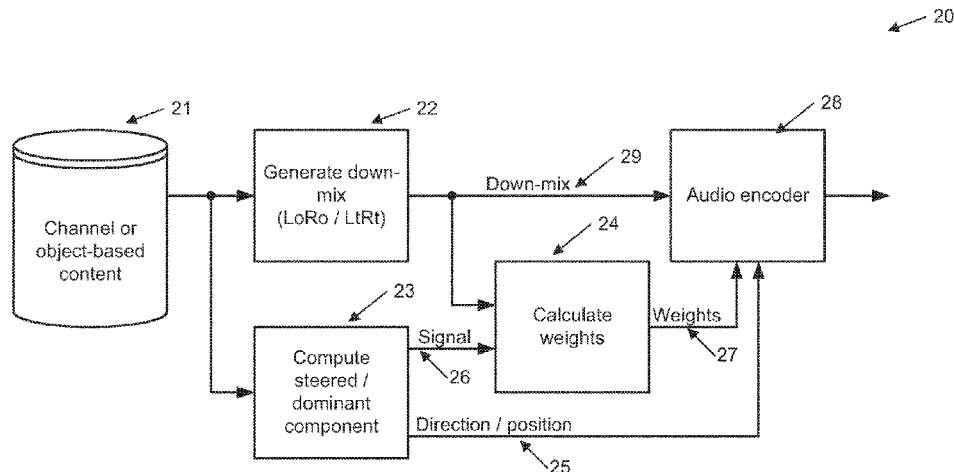 20
21
22
28
Generate down-
mix
(LoRo / LtRt)
Down-mix
29
Audio encoder
Channel or
object-based
content
24
23
Calculate
weights
Signal
26
Weights
27
Compute
steered /
dominant
component
Direction / position
25